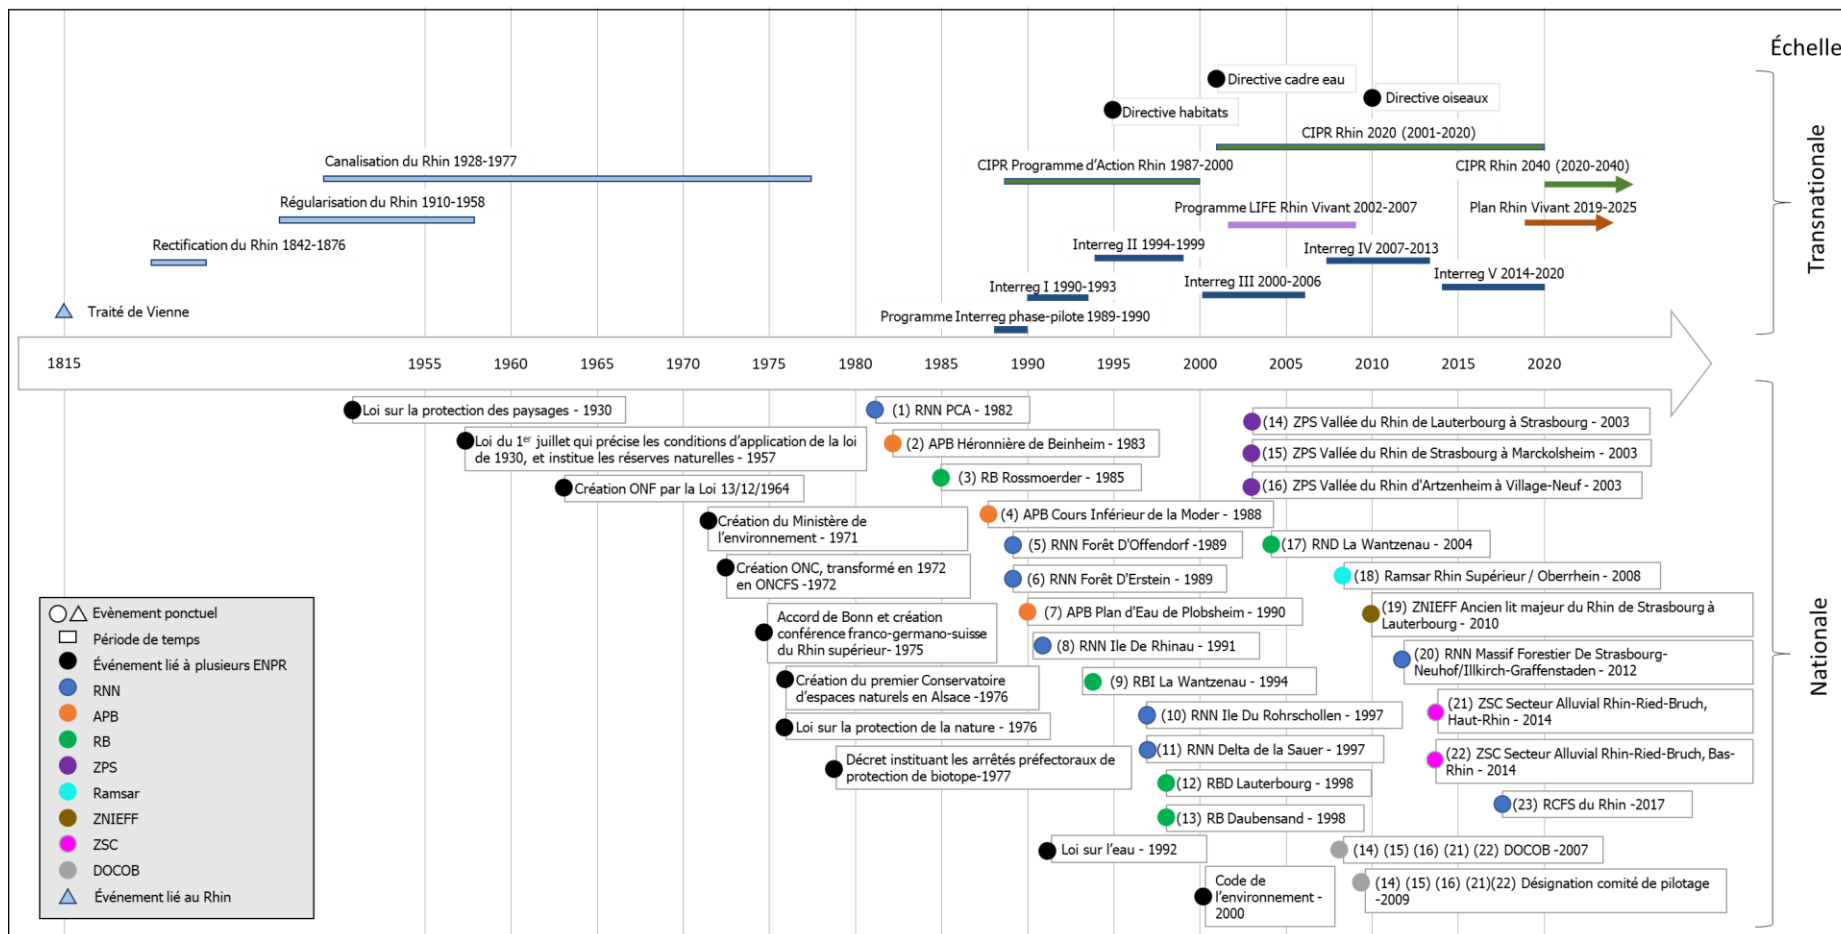 Échelle
Directive cadre eau
Directive oiseaux
Directive habitats
CIPR Rhin 2020 (2001-2020)
Canalisation du Rhin 1928-1977
CIPR Programme d'Action Rhin 1987-2000
CIPR Rhin 2040 (2020-2040)
Régularisation du Rhin 1910-1958
Programme LIFE Rhin Vivant 2002-2007
Plan Rhin Vivant 2019-2025
Rectification du Rhin 1842-1876
Interreg II 1994-1999
Interreg IV 2007-2013
Interreg V 2014-2020
Interreg I 1990-1993
Interreg III 2000-2006
Traité de Vienne
Programme Interreg phase-pilote 1989-1990
Transnationale
1815 1955 1960 1965 1970 1975 1980 1985 1990 1995 2000 2005 2010 2015 2020
Loi sur la protection des paysages - 1930
Loi du 1er juillet qui précise les conditions d'application de la loi
de 1930, et institue les réserves naturelles - 1957
Création ONF par la Loi 13/12/1964
Création du Ministère de
l'environnement - 1971
Création ONC, transformé en 1972
en ONCFS -1972
Accord de Bonn et création
conférence franco-germano-suisse
du Rhin supérieur- 1975
Création du premier Conservatoire
d'espaces naturels en Alsace -1976
Loi sur la protection de la nature - 1976
Décret instituant les arrêtés préfectoraux de
protection de biotope-1977
(1) RNN PCA - 1982
(2) APB Héronnière de Beinheim - 1983
(3) RB Rossmoerder - 1985
(4) APB Cours Inférieur de la Moder - 1988
(5) RNN Forêt D'Offendorf -1989
(6) RNN Forêt D'Erstein - 1989
(7) APB Plan d'Eau de Plobsheim - 1990
(8) RNN Ile De Rhinau - 1991
(9) RBI La Wantzenau - 1994
(10) RNN Ile Du Rohrschollen - 1997
(11) RNN Delta de la Sauer - 1997
(12) RBD Lauterbourg - 1998
(13) RB Daubensand - 1998
Loi sur l'eau - 1992
Code de
l'environnement -
2000
(14) ZPS Vallée du Rhin de Lauterbourg à Strasbourg - 2003
(15) ZPS Vallée du Rhin de Strasbourg à Marckolsheim - 2003
(16) ZPS Vallée du Rhin d'Artzenheim à Village-Neuf - 2003
(17) RND La Wantzenau - 2004
(18) Ramsar Rhin Supérieur / Oberrhein - 2008
(19) ZNIEFF Ancien lit majeur du Rhin de Strasbourg à
Lauterbourg - 2010
(20) RNN Massif Forestier De Strasbourg-
Neuhof/Illkirch-Graffenstaden - 2012
(21) ZSC Secteur Alluvial Rhin-Ried-Bruch,
Haut-Rhin - 2014
(22) ZSC Secteur Alluvial Rhin-Ried-Bruch, Bas-
Rhin - 2014
(23) RCFS du Rhin -2017
(14) (15) (16) (21) (22) DOCOB -2007
(14) (15) (16) (21)(22) Désignation comité de pilotage
-2009
Nationale
Evènement ponctuel
Période de temps
Événement lié à plusieurs ENPR
RNN
APB
RB
ZPS
Ramsar
ZNIEFF
ZSC
DOCOB
Événement lié au Rhin